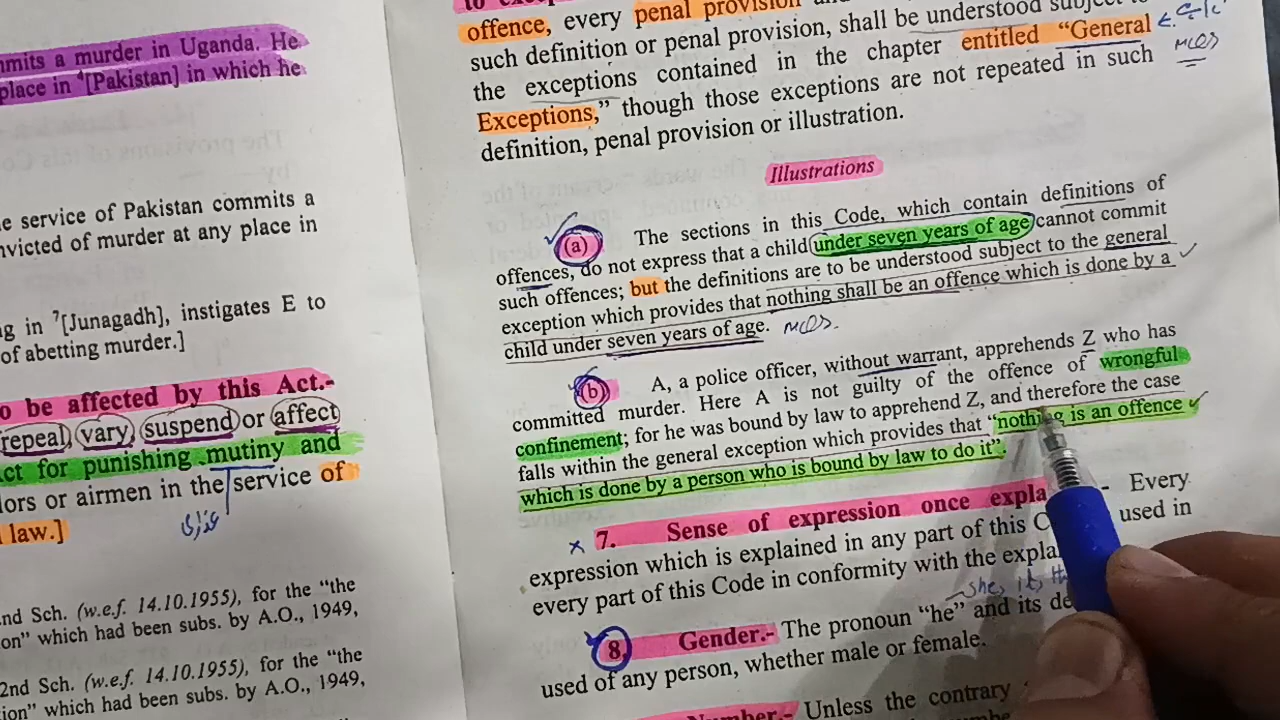 mmits a murder in Uganda. He
place in ⁴[Pakistan] in which he
e service of Pakistan commits a
nvicted of murder at any place in
ng in ⁷[Junagadh], instigates E to
of abetting murder.]
o be affected by this Act.-
repeal, vary, suspend or affect
ct for punishing mutiny and
lors or airmen in the service of
law.]
nd Sch. (w.e.f. 14.10.1955), for the “the
on” which had been subs. by A.O., 1949,
2nd Sch. (w.e.f. 14.10.1955), for the “the
on” which had been subs. by A.O., 1949,
offence, every penal provision
such definition or penal provision, shall be understood subject
the exceptions contained in the chapter entitled “General
MCQs
Exceptions,” though those exceptions are not repeated in such
definition, penal provision or illustration.
Illustrations
(a) The sections in this Code, which contain definitions of
offences, do not express that a child under seven years of age cannot commit
such offences; but the definitions are to be understood subject to the general
exception which provides that nothing shall be an offence which is done by a
child under seven years of age. MCQs.
(b) A, a police officer, without warrant, apprehends Z who has
committed murder. Here A is not guilty of the offence of wrongful
confinement; for he was bound by law to apprehend Z, and therefore the case
falls within the general exception which provides that “nothing is an offence
which is done by a person who is bound by law to do it”.
7. Sense of expression once expla - Every
expression which is explained in any part of this C used in
every part of this Code in conformity with the expla
she, it,
8. Gender.- The pronoun “he” and its de
used of any person, whether male or female.
Number.- Unless the contrary